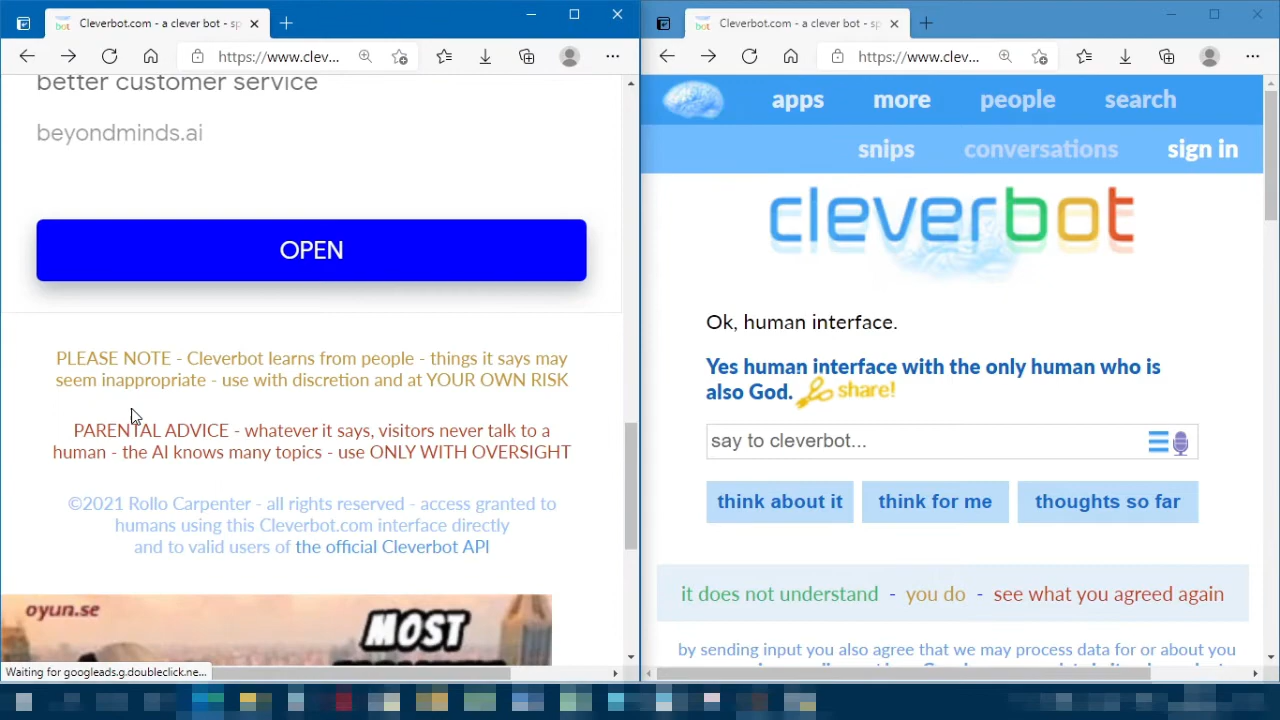 Cleverbot.com - a clever bot - sp
https://www.clev...
better customer service
beyondminds.ai
OPEN
PLEASE NOTE - Cleverbot learns from people - things it says may
seem inappropriate - use with discretion and at YOUR OWN RISK
PARENTAL ADVICE - whatever it says, visitors never talk to a
human - the AI knows many topics - use ONLY WITH OVERSIGHT
©2021 Rollo Carpenter - all rights reserved - access granted to
humans using this Cleverbot.com interface directly
and to valid users of the official Cleverbot API
oyun.se
MOST
Waiting for googleads.g.doubleclick.ne...
Cleverbot.com - a clever bot - sp
https://www.clev...
apps more people search
snips conversations sign in
cleverbot
Ok, human interface.
Yes human interface with the only human who is
also God. share!
say to cleverbot...
think about it think for me thoughts so far
it does not understand - you do - see what you agreed again
by sending input you also agree that we may process data for or about you